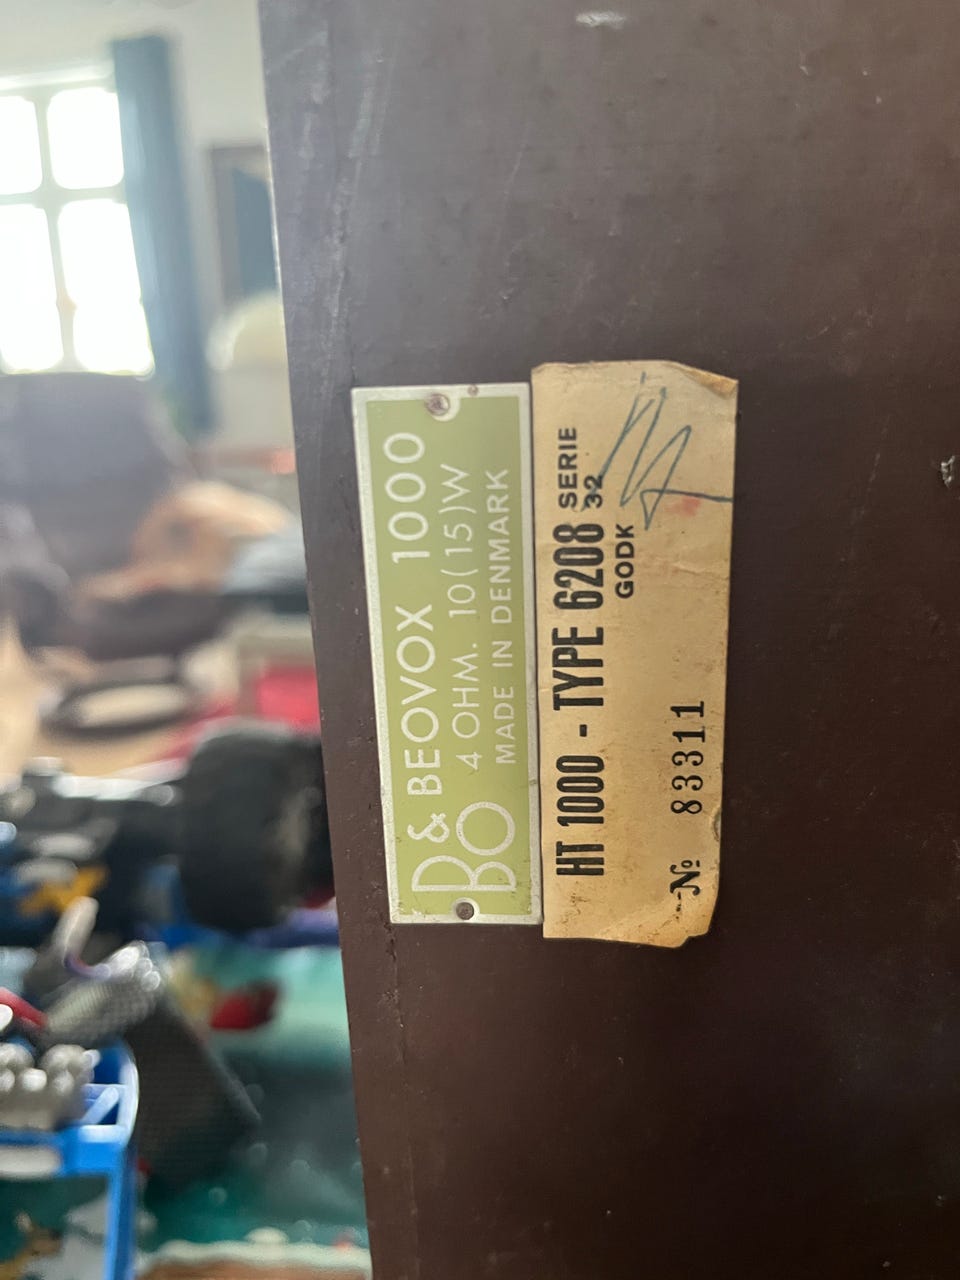 B&O BEOVOX 1000
4 OHM. 10(15)W
MADE IN DENMARK
HT 1000 - TYPE 6208 SERIE 32
GODK
№ 83311